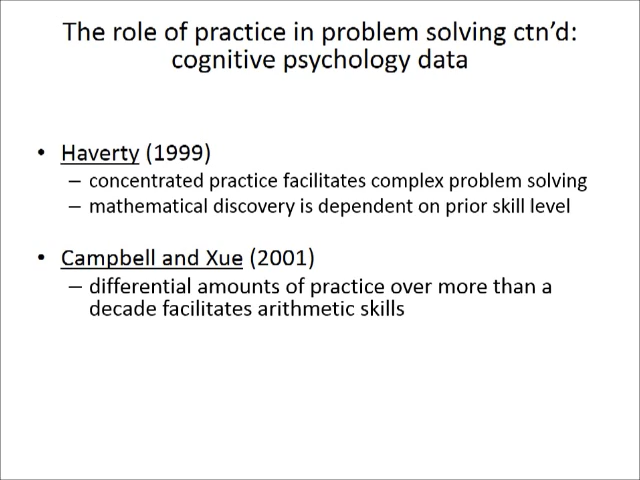 The role of practice in problem solving ctn’d:
cognitive psychology data
• Haverty (1999)
– concentrated practice facilitates complex problem solving
– mathematical discovery is dependent on prior skill level
• Campbell and Xue (2001)
– differential amounts of practice over more than a
decade facilitates arithmetic skills